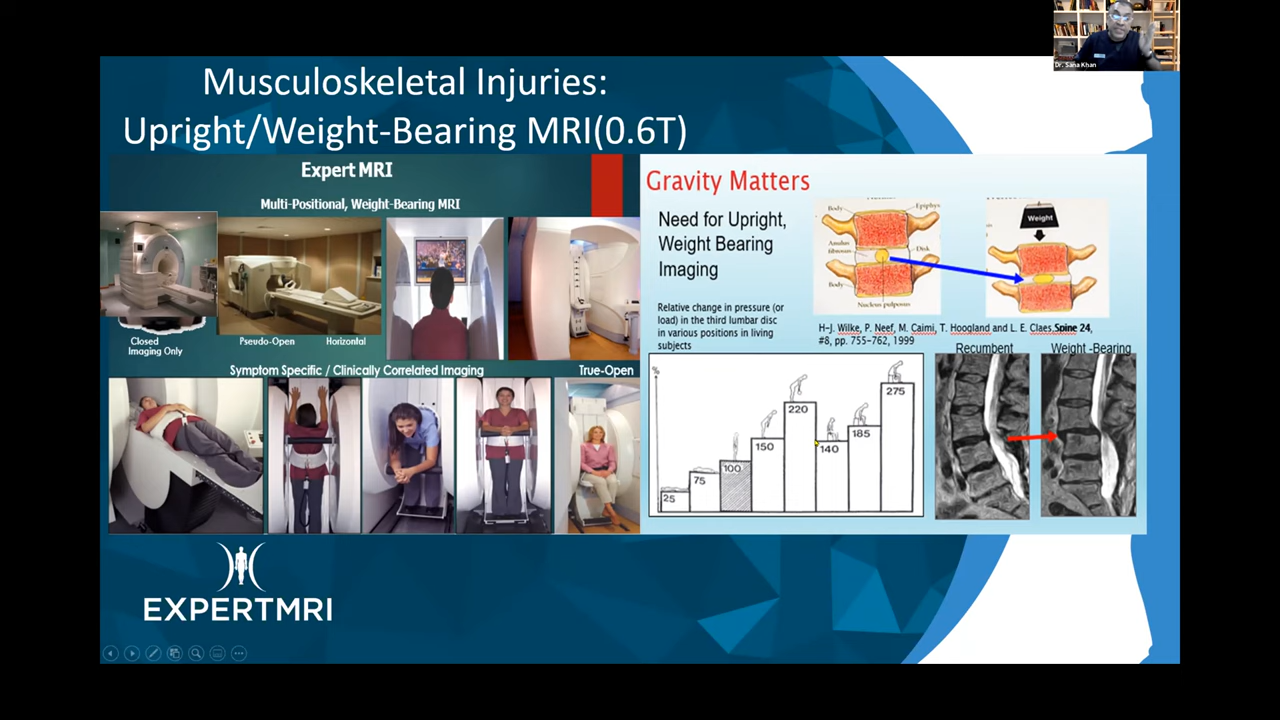 Dr. Sana Khan
Musculoskeletal Injuries:
Upright/Weight-Bearing MRI(0.6T)
Expert MRI
Multi-Positional, Weight-Bearing MRI
Closed
Imaging Only
Pseudo-Open
Horizontal
Symptom Specific / Clinically Correlated Imaging
True-Open
Gravity Matters
Need for Upright,
Weight Bearing
Imaging
Body
Epiphys
Anulus
fibrosus
Disk
Body
Nucleus pulposus
Weight
Relative change in pressure (or
load) in the third lumbar disc
in various positions in living
subjects
H-J. Wilke, P. Neef, M. Caimi, T. Hoogland and L. E. Claes,Spine 24,
#8, pp. 755-762, 1999
Recumbent
Weight -Bearing
%
25
75
100
150
220
140
185
275
EXPERTMRI